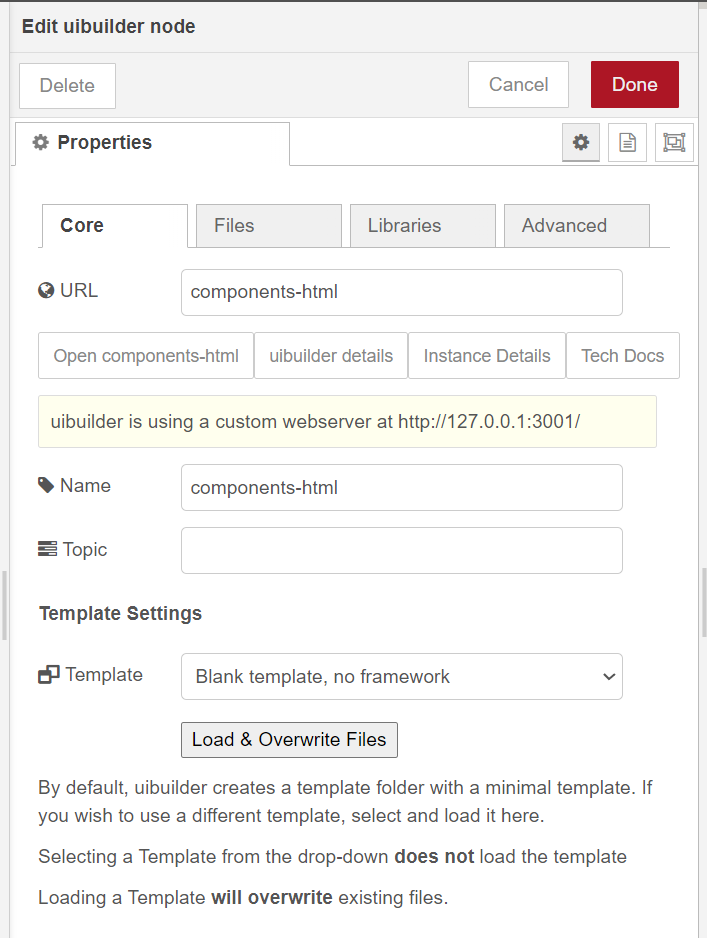 Edit uibuilder node
Delete
Cancel
Done
Properties
Core
Files
Libraries
Advanced
URL
components-html
Open components-html
uibuilder details
Instance Details
Tech Docs
uibuilder is using a custom webserver at http://127.0.0.1:3001/
Name
components-html
Topic
Template Settings
Template
Blank template, no framework
Load & Overwrite Files
By default, uibuilder creates a template folder with a minimal template. If
you wish to use a different template, select and load it here.
Selecting a Template from the drop-down does not load the template
Loading a Template will overwrite existing files.